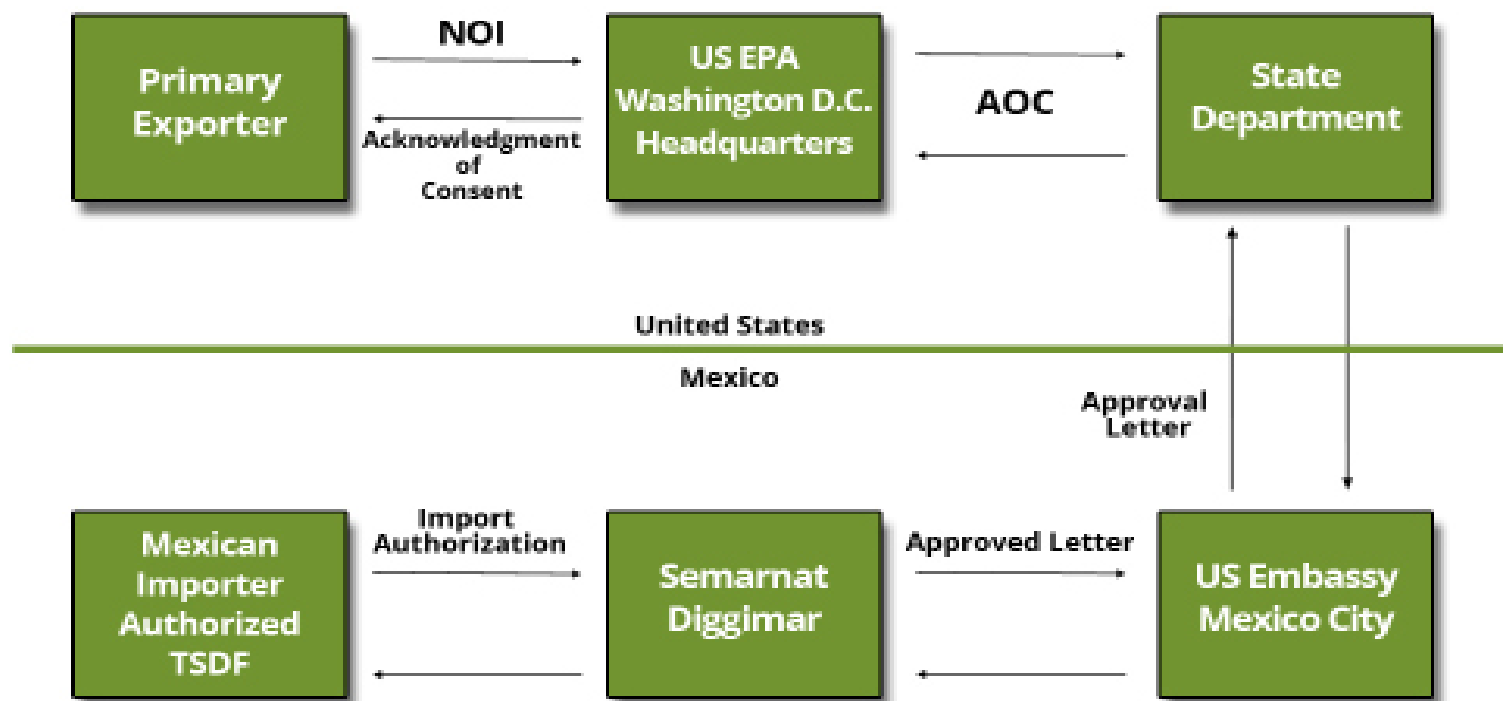 NOI
Primary
Exporter
Acknowledgment
of
Consent
US EPA
Washington D.C.
Headquarters
AOC
State
Department
United States
Mexico
Approval
Letter
Mexican
Importer
Authorized
TSDF
Import
Authorization
Semarnat
Diggimar
Approved Letter
US Embassy
Mexico City